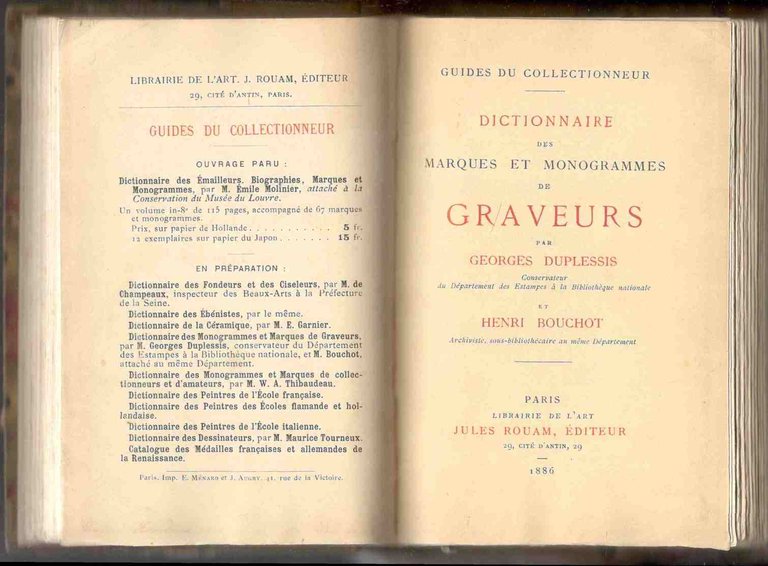 LIBRAIRIE DE L'ART. J. ROUAM, ÉDITEUR
29, CITÉ D'ANTIN, PARIS.
GUIDES DU COLLECTIONNEUR
OUVRAGE PARU :
Dictionnaire des Émailleurs. Biographies, Marques et
Monogrammes, par M. Émile Molinier, attaché à la
Conservation du Musée du Louvre.
Un volume in-8° de 115 pages, accompagné de 67 marques
et monogrammes.
Prix, sur papier de Hollande . . . . . . . . . . . 5 fr.
12 exemplaires sur papier du Japon . . . . . . . 15 fr.
EN PRÉPARATION :
Dictionnaire des Fondeurs et des Ciseleurs, par M. de
Champeaux, inspecteur des Beaux-Arts à la Préfecture
de la Seine.
Dictionnaire des Ébénistes, par le même.
Dictionnaire de la Céramique, par M. E. Garnier.
Dictionnaire des Monogrammes et Marques de Graveurs,
par M. Georges Duplessis, conservateur du Département
des Estampes à la Bibliothèque nationale, et M. Bouchot,
attaché au même Département.
Dictionnaire des Monogrammes et Marques de collec-
tionneurs et d'amateurs, par M. W. A. Thibaudeau.
Dictionnaire des Peintres de l'École française.
Dictionnaire des Peintres des Écoles flamande et hol-
landaise.
Dictionnaire des Peintres de l'École italienne.
Dictionnaire des Dessinateurs, par M. Maurice Tourneux.
Catalogue des Médailles françaises et allemandes de
la Renaissance.
Paris. Imp. E. MÉNARD et J. AUGRY, 41, rue de la Victoire.
GUIDES DU COLLECTIONNEUR
DICTIONNAIRE
DES
MARQUES ET MONOGRAMMES
DE
GRAVEURS
PAR
GEORGES DUPLESSIS
Conservateur
du Département des Estampes à la Bibliothèque nationale
ET
HENRI BOUCHOT
Archiviste, sous-bibliothécaire au même Département
PARIS
LIBRAIRIE DE L'ART
JULES ROUAM, ÉDITEUR
29, CITÉ D'ANTIN, 29
1886